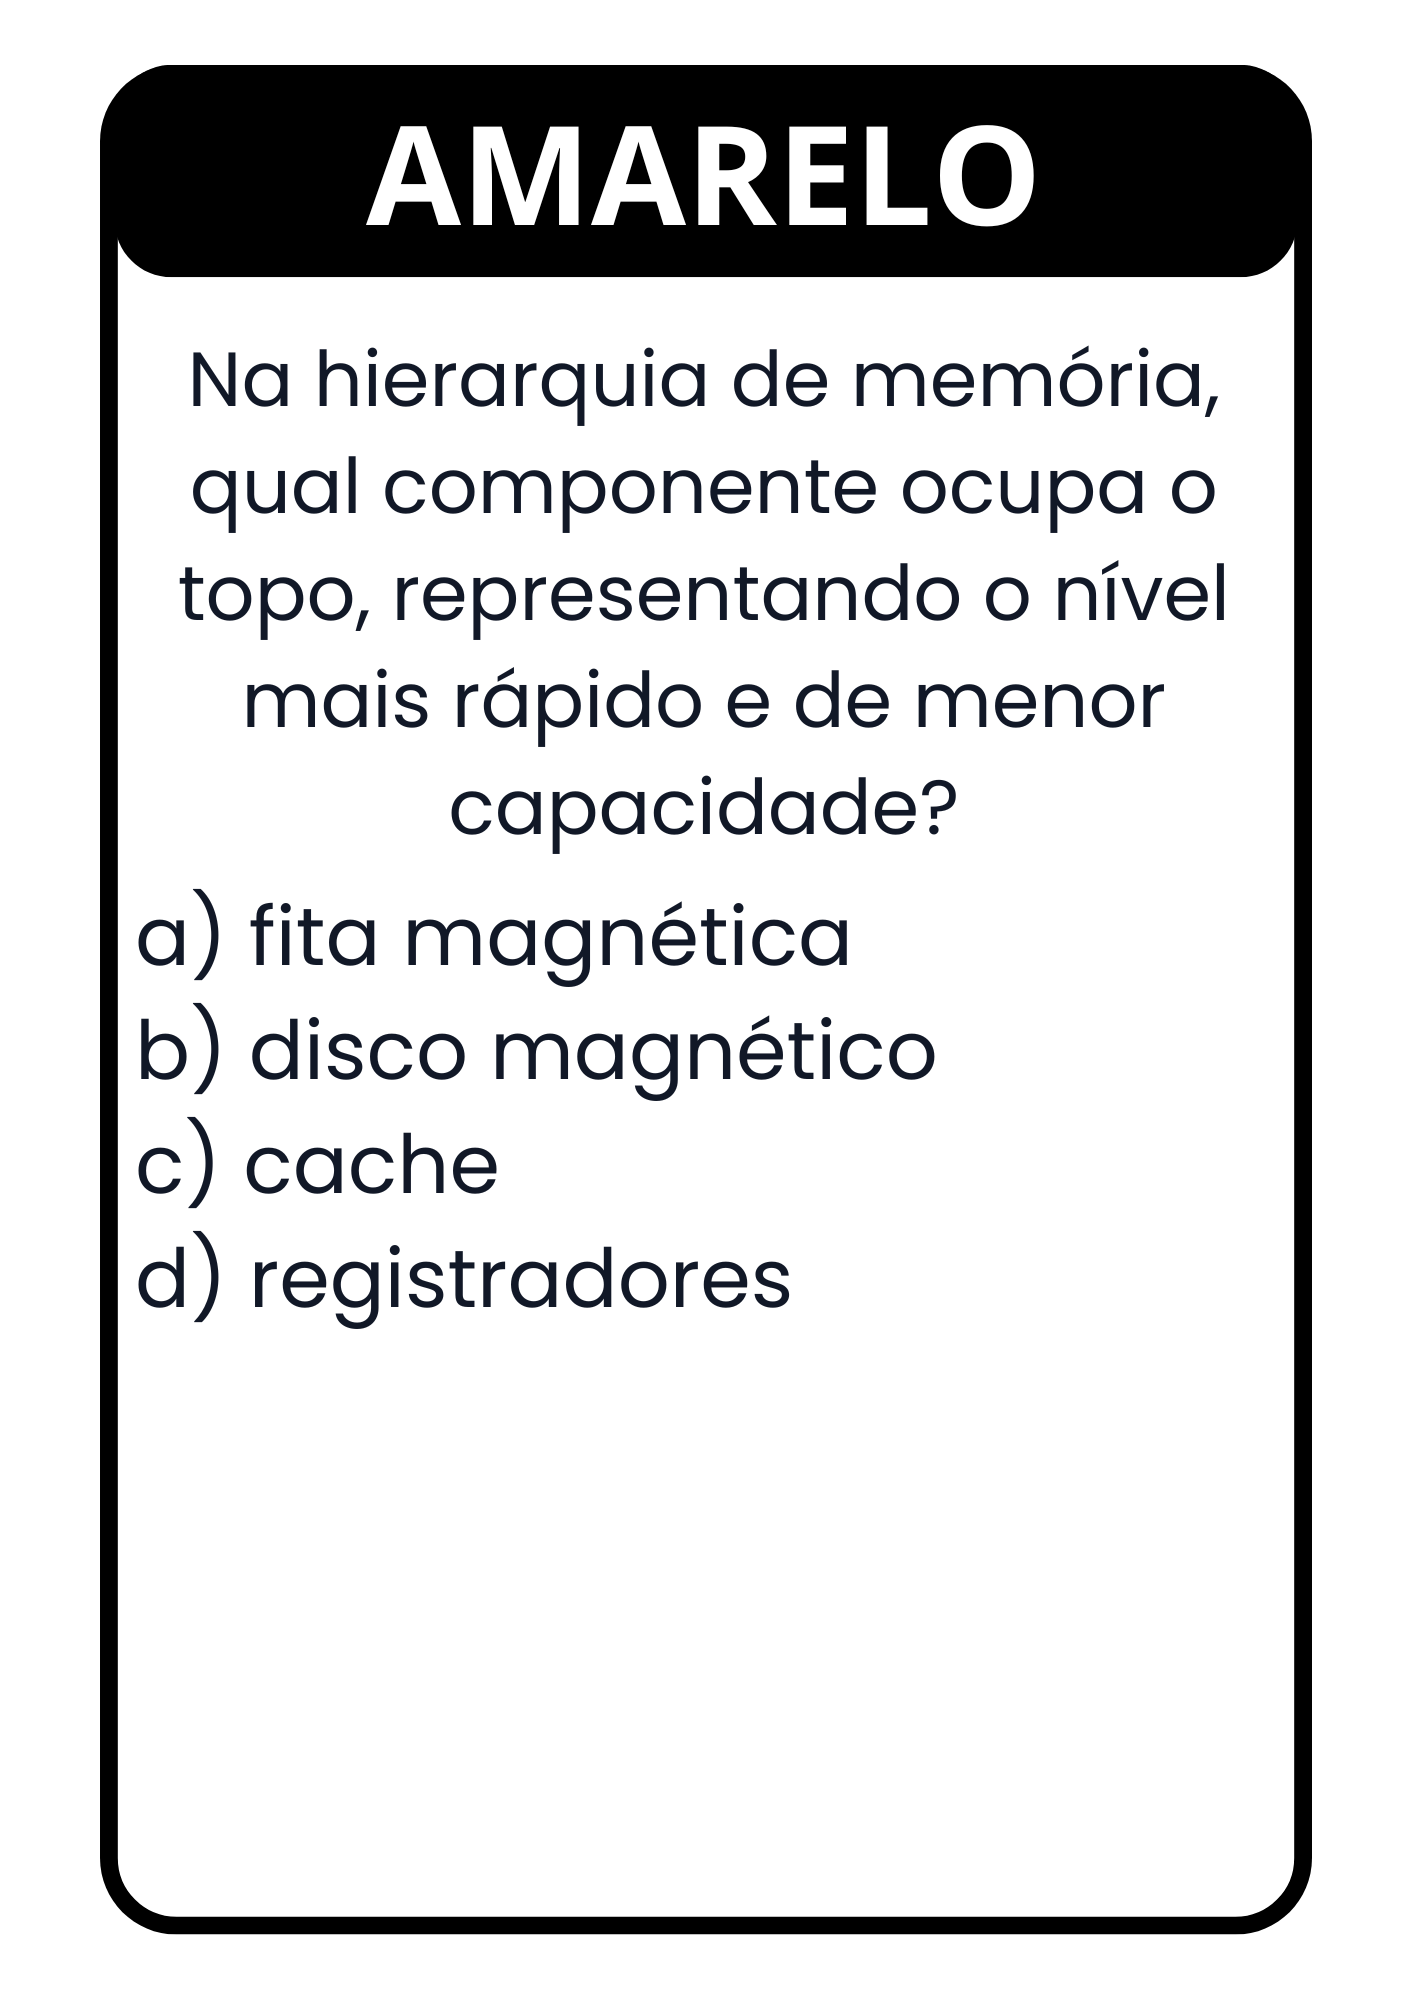 AMARELO
Na hierarquia de memória,
qual componente ocupa o
topo, representando o nível
mais rápido e de menor
capacidade?
a) fita magnética
b) disco magnético
c) cache
d) registradores